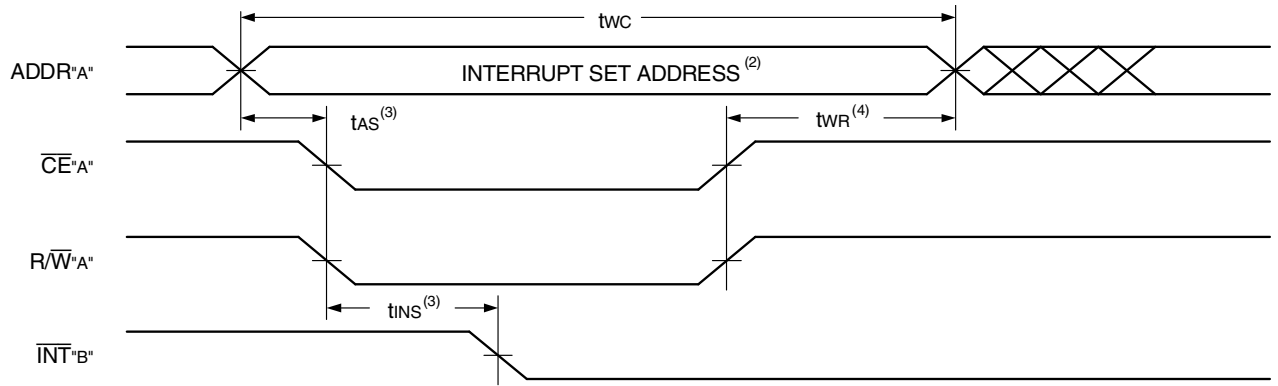 tWC
ADDR"A"
INTERRUPT SET ADDRESS(2)
tAS(3)
tWR(4)
CE"A"
R/W"A"
tINS(3)
INT"B"